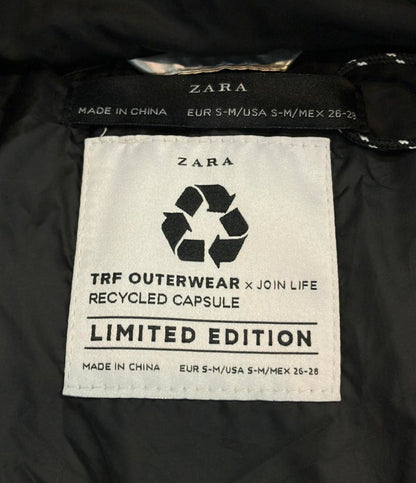 ZARA
MADE IN CHINA EUR S-M/USA S-M/MEX 26-28
ZARA
TRF OUTERWEAR x JOIN LIFE
RECYCLED CAPSULE
LIMITED EDITION
MADE IN CHINA EUR S-M/USA S-M/MEX 26-28